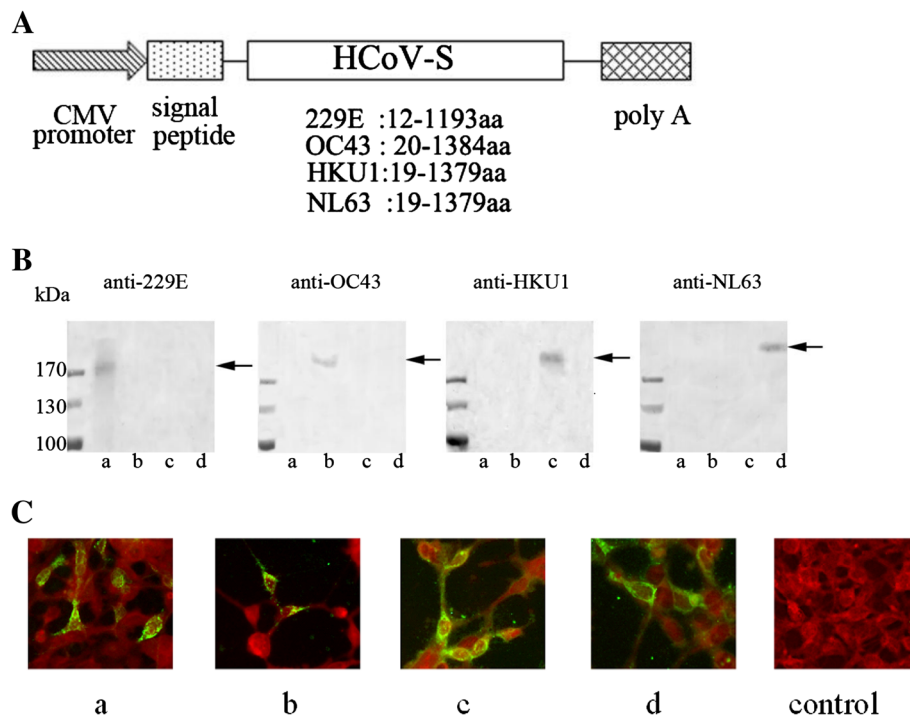 A
HCoV-S
CMV
promoter
signal
peptide
poly A
229E :12-1193aa
OC43 : 20-1384aa
HKU1:19-1379aa
NL63 :19-1379aa
B
kDa
anti-229E
anti-OC43
anti-HKU1
anti-NL63
170
130
100
a b c d
a b c d
a b c d
a b c d
C
a
b
c
d
control